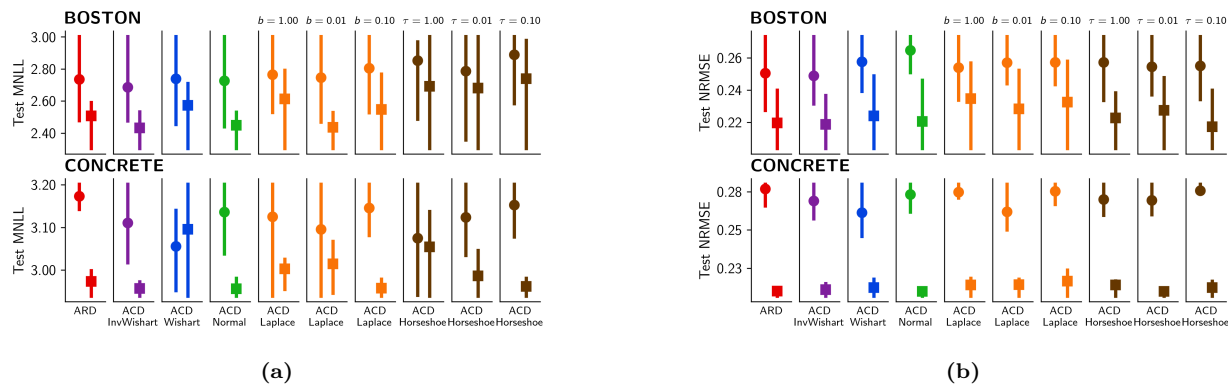 BOSTON
b = 1.00 b = 0.01 b = 0.10 τ = 1.00 τ = 0.01 τ = 0.10
3.00
2.80
2.60
2.40
Test MNLL
CONCRETE
3.20
3.10
3.00
Test MNLL
ARD ACD ACD ACD ACD ACD ACD ACD ACD ACD
InvWishart Wishart Normal Laplace Laplace Laplace Horseshoe Horseshoe Horseshoe
(a)
BOSTON
b = 1.00 b = 0.01 b = 0.10 τ = 1.00 τ = 0.01 τ = 0.10
0.26
0.24
0.22
Test NRMSE
CONCRETE
0.28
0.25
0.23
Test NRMSE
ARD ACD ACD ACD ACD ACD ACD ACD ACD ACD
InvWishart Wishart Normal Laplace Laplace Laplace Horseshoe Horseshoe Horseshoe
(b)